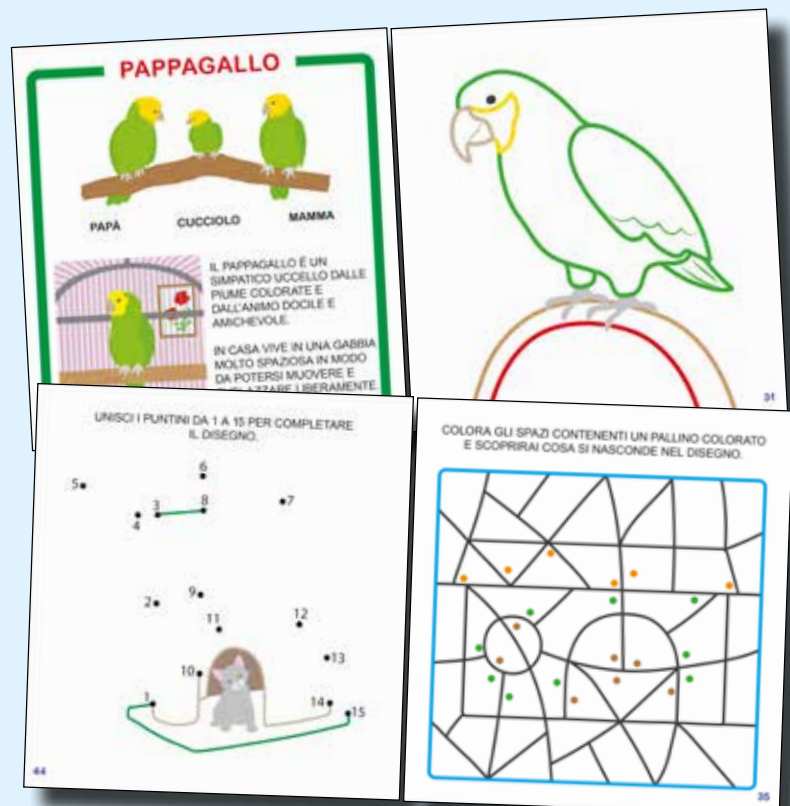 PAPPAGALLO
PAPÀ
CUCCIOLO
MAMMA
IL PAPPAGALLO È UN
SIMPATICO UCCELLO DALLE
PIUME COLORATE E
DALL'ANIMO DOCILE E
AMICHEVOLE.
IN CASA VIVE IN UNA GABBIA
MOLTO SPAZIOSA IN MODO
DA POTERSI MUOVERE E
LIBERAMENTE.
31
UNISCI I PUNTINI DA 1 A 15 PER COMPLETARE
IL DISEGNO.
6
5
7
3
8
4
9
2
12
11
13
10
1
14
15
44
COLORA GLI SPAZI CONTENENTI UN PALLINO COLORATO
E SCOPRIRAI COSA SI NASCONDE NEL DISEGNO.
35